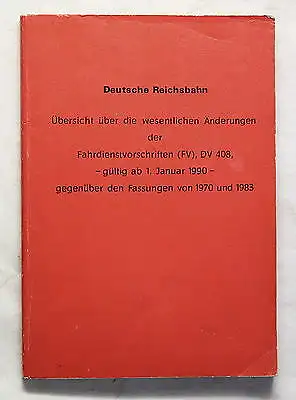 Deutsche Reichsbahn
Übersicht über die wesentlichen Änderungen
der
Fahrdienstvorschriften (FV), DV 408,
– gültig ab 1. Januar 1990 –
gegenüber den Fassungen von 1970 und 1983